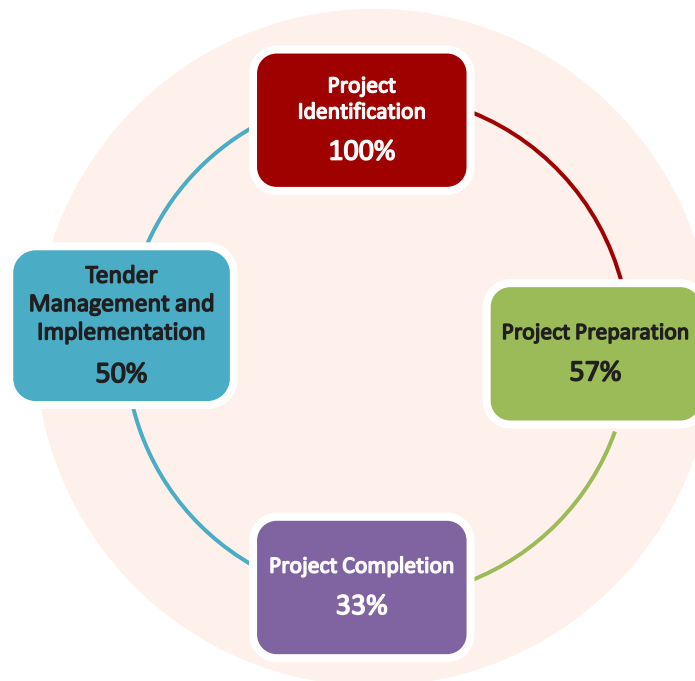 Project
Identification
100%
Tender
Management and
Implementation
50%
Project Preparation
57%
Project Completion
33%